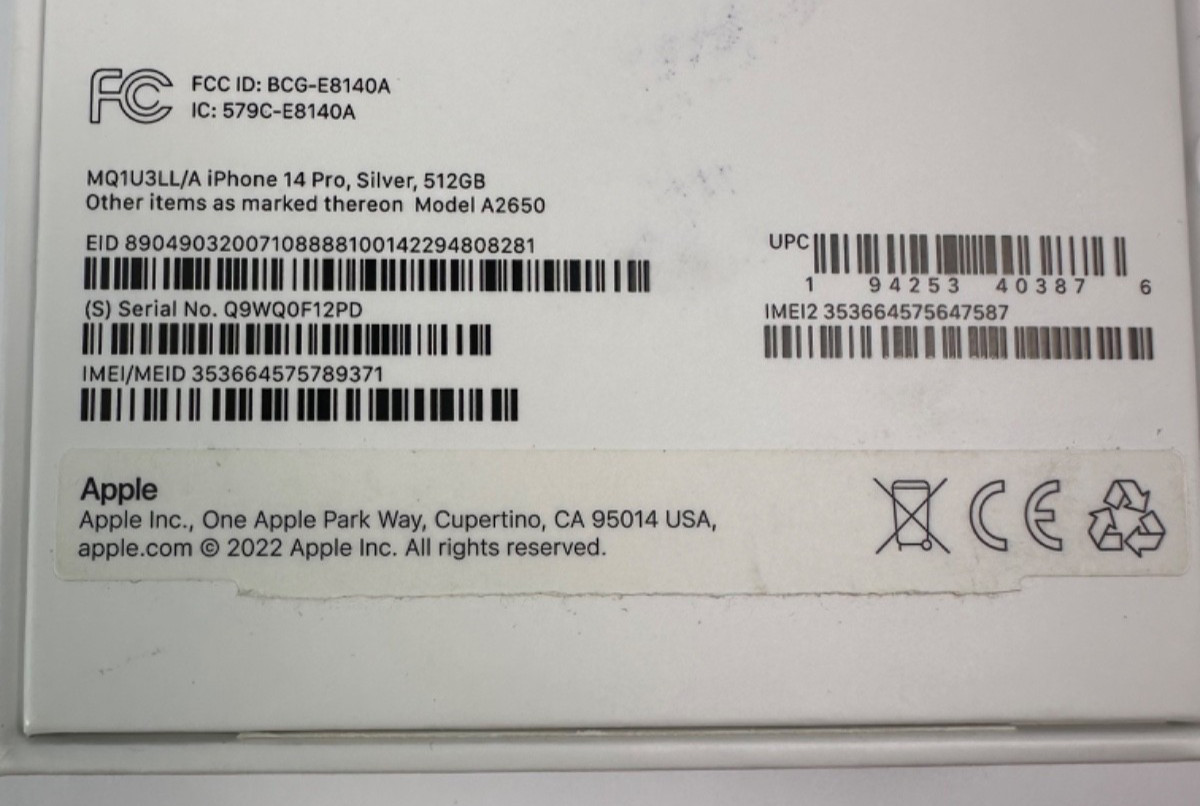 FC
FCC ID: BCG-E8140A
IC: 579C-E8140A
MQ1U3LL/A iPhone 14 Pro, Silver, 512GB
Other items as marked thereon Model A2650
EID 89049032007108888100142294808281
UPC
1 94253 40387 6
(S) Serial No. Q9WQ0F12PD
IMEI2 353664575647587
IMEI/MEID 353664575789371
Apple
Apple Inc., One Apple Park Way, Cupertino, CA 95014 USA,
apple.com © 2022 Apple Inc. All rights reserved.
CE